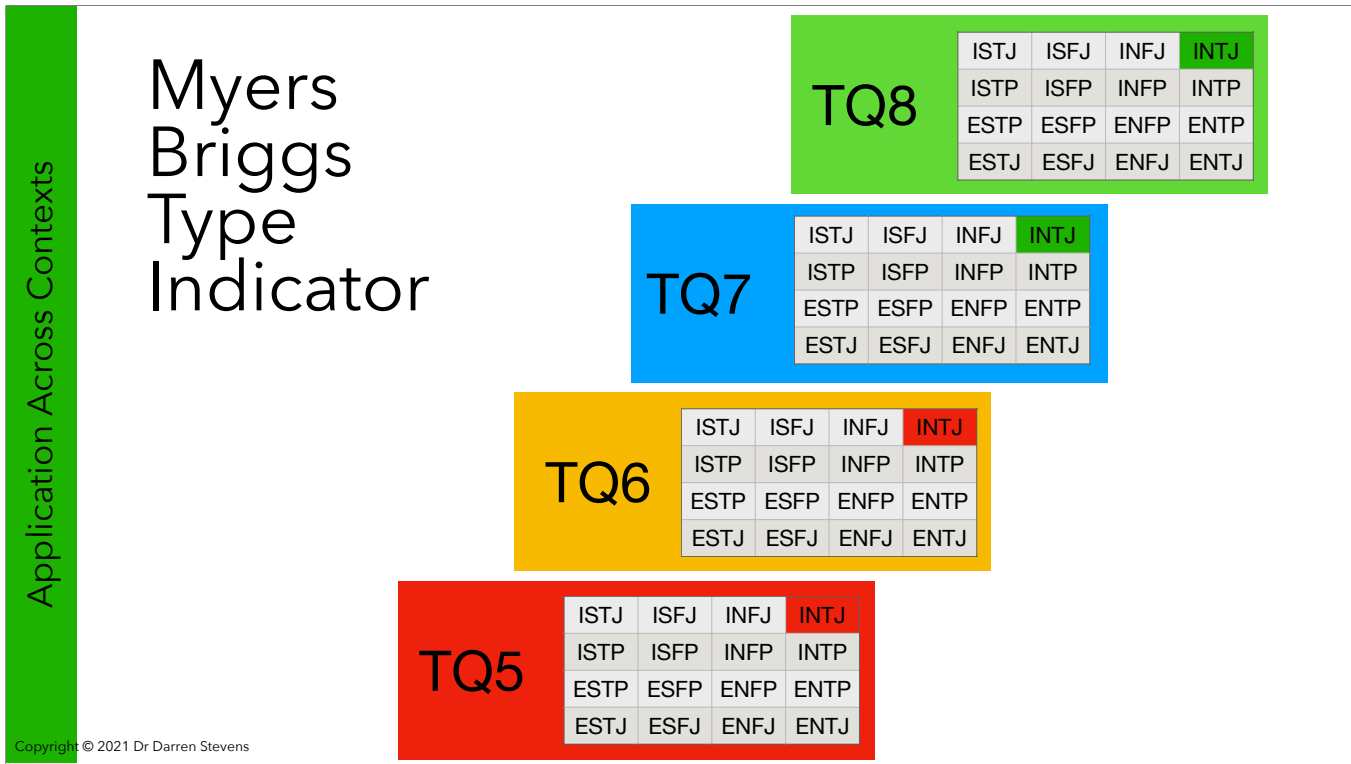 Application Across Contexts
Myers
Briggs
Type
Indicator
TQ8
ISTJ ISFJ INFJ INTJ
ISTP ISFP INFP INTP
ESTP ESFP ENFP ENTP
ESTJ ESFJ ENFJ ENTJ
TQ7
ISTJ ISFJ INFJ INTJ
ISTP ISFP INFP INTP
ESTP ESFP ENFP ENTP
ESTJ ESFJ ENFJ ENTJ
TQ6
ISTJ ISFJ INFJ INTJ
ISTP ISFP INFP INTP
ESTP ESFP ENFP ENTP
ESTJ ESFJ ENFJ ENTJ
TQ5
ISTJ ISFJ INFJ INTJ
ISTP ISFP INFP INTP
ESTP ESFP ENFP ENTP
ESTJ ESFJ ENFJ ENTJ
Copyright © 2021 Dr Darren Stevens